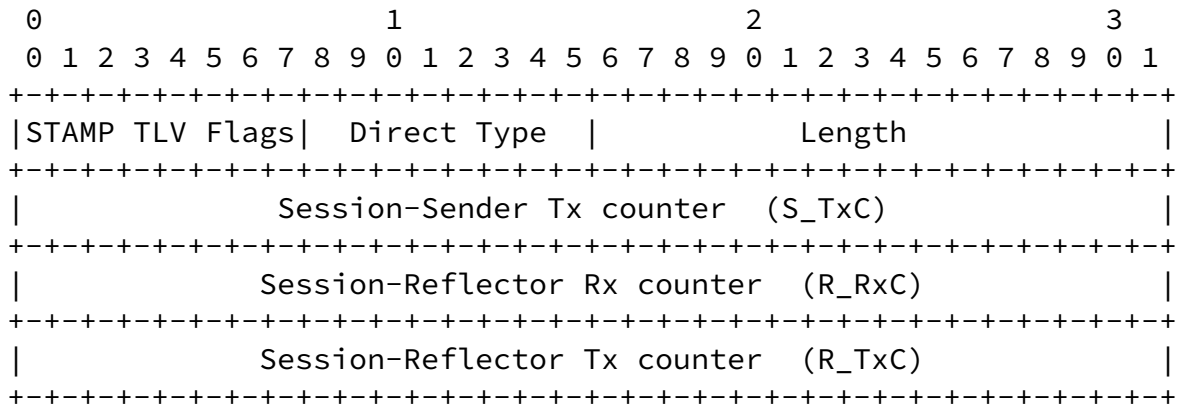 0                   1                   2                   3
 0 1 2 3 4 5 6 7 8 9 0 1 2 3 4 5 6 7 8 9 0 1 2 3 4 5 6 7 8 9 0 1
+-+-+-+-+-+-+-+-+-+-+-+-+-+-+-+-+-+-+-+-+-+-+-+-+-+-+-+-+-+-+-+-+
|STAMP TLV Flags|  Direct Type  |           Length              |
+-+-+-+-+-+-+-+-+-+-+-+-+-+-+-+-+-+-+-+-+-+-+-+-+-+-+-+-+-+-+-+-+
|              Session-Sender Tx counter  (S_TxC)               |
+-+-+-+-+-+-+-+-+-+-+-+-+-+-+-+-+-+-+-+-+-+-+-+-+-+-+-+-+-+-+-+-+
|             Session-Reflector Rx counter  (R_RxC)             |
+-+-+-+-+-+-+-+-+-+-+-+-+-+-+-+-+-+-+-+-+-+-+-+-+-+-+-+-+-+-+-+-+
|             Session-Reflector Tx counter  (R_TxC)             |
+-+-+-+-+-+-+-+-+-+-+-+-+-+-+-+-+-+-+-+-+-+-+-+-+-+-+-+-+-+-+-+-+